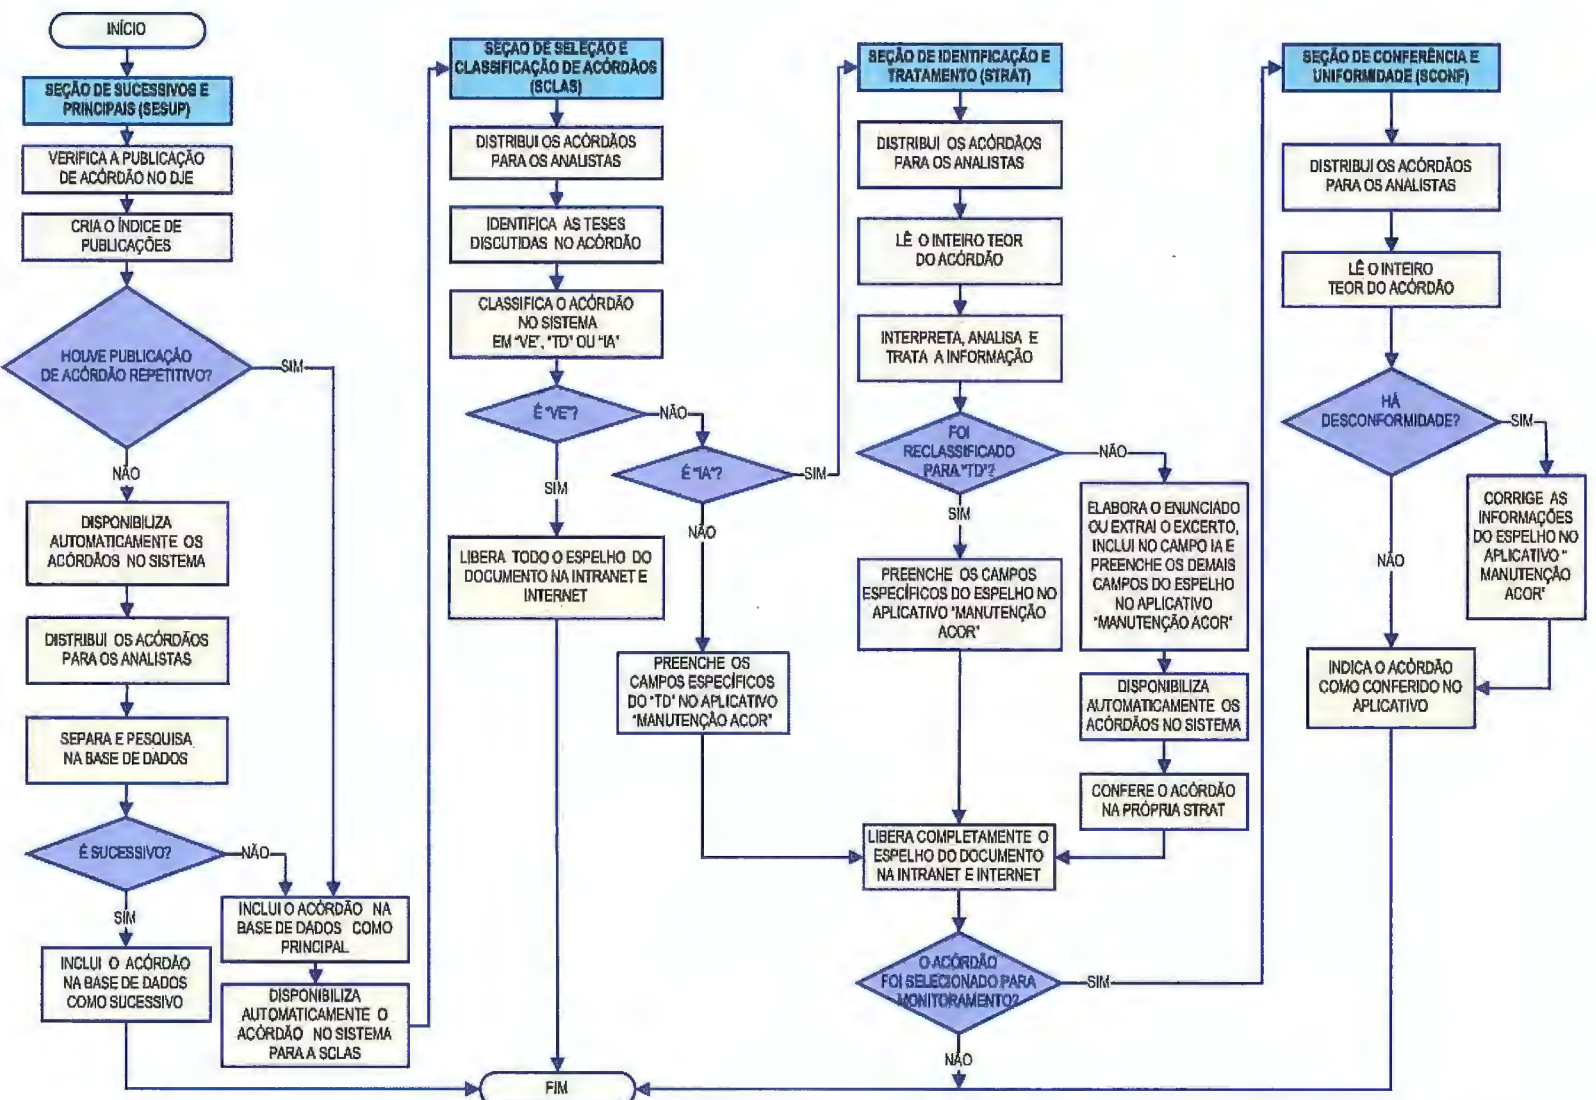 INÍCIO
SEÇÃO DE SUCESSIVOS E
PRINCIPAIS (SESUP)
VERIFICA A PUBLICAÇÃO
DE ACÓRDÃO NO DJE
CRIA O ÍNDICE DE
PUBLICAÇÕES
HOUVE PUBLICAÇÃO
DE ACÓRDÃO REPETITIVO?
SIM
NÃO
DISPONIBILIZA
AUTOMATICAMENTE OS
ACÓRDÃOS NO SISTEMA
DISTRIBUI OS ACÓRDÃOS
PARA OS ANALISTAS
SEPARA E PESQUISA
NA BASE DE DADOS
É SUCESSIVO?
NÃO
SIM
INCLUI O ACÓRDÃO
NA BASE DE DADOS
COMO SUCESSIVO
INCLUI O ACÓRDÃO NA
BASE DE DADOS COMO
PRINCIPAL
DISPONIBILIZA
AUTOMATICAMENTE O
ACÓRDÃO NO SISTEMA
PARA A SCLAS
SEÇÃO DE SELEÇÃO E
CLASSIFICAÇÃO DE ACÓRDÃOS
(SCLAS)
DISTRIBUI OS ACÓRDÃOS
PARA OS ANALISTAS
IDENTIFICA AS TESES
DISCUTIDAS NO ACÓRDÃO
CLASSIFICA O ACÓRDÃO
NO SISTEMA
EM "VE", "TD" OU "IA"
É "VE"?
NÃO
SIM
LIBERA TODO O ESPELHO DO
DOCUMENTO NA INTRANET E
INTERNET
É "IA"?
SIM
NÃO
PREENCHE OS
CAMPOS ESPECÍFICOS
DO "TD" NO APLICATIVO
"MANUTENÇÃO ACOR"
SEÇÃO DE IDENTIFICAÇÃO E
TRATAMENTO (STRAT)
DISTRIBUI OS ACÓRDÃOS
PARA OS ANALISTAS
LÊ O INTEIRO TEOR
DO ACÓRDÃO
INTERPRETA, ANALISA E
TRATA A INFORMAÇÃO
FOI
RECLASSIFICADO
PARA "TD"?
NÃO
SIM
PREENCHE OS CAMPOS
ESPECÍFICOS DO ESPELHO NO
APLICATIVO "MANUTENÇÃO
ACOR"
ELABORA O ENUNCIADO
OU EXTRAI O EXCERTO,
INCLUI NO CAMPO IA E
PREENCHE OS DEMAIS
CAMPOS DO ESPELHO
NO APLICATIVO
"MANUTENÇÃO ACOR"
DISPONIBILIZA
AUTOMATICAMENTE OS
ACÓRDÃOS NO SISTEMA
CONFERE O ACÓRDÃO
NA PRÓPRIA STRAT
LIBERA COMPLETAMENTE O
ESPELHO DO DOCUMENTO
NA INTRANET E INTERNET
O ACÓRDÃO
FOI SELECIONADO PARA
MONITORAMENTO?
SIM
NÃO
SEÇÃO DE CONFERÊNCIA E
UNIFORMIDADE (SCONF)
DISTRIBUI OS ACÓRDÃOS
PARA OS ANALISTAS
LÊ O INTEIRO
TEOR DO ACÓRDÃO
HÁ
DESCONFORMIDADE?
SIM
NÃO
CORRIGE AS
INFORMAÇÕES
DO ESPELHO NO
APLICATIVO "
MANUTENÇÃO
ACOR"
INDICA O ACÓRDÃO
COMO CONFERIDO NO
APLICATIVO
FIM